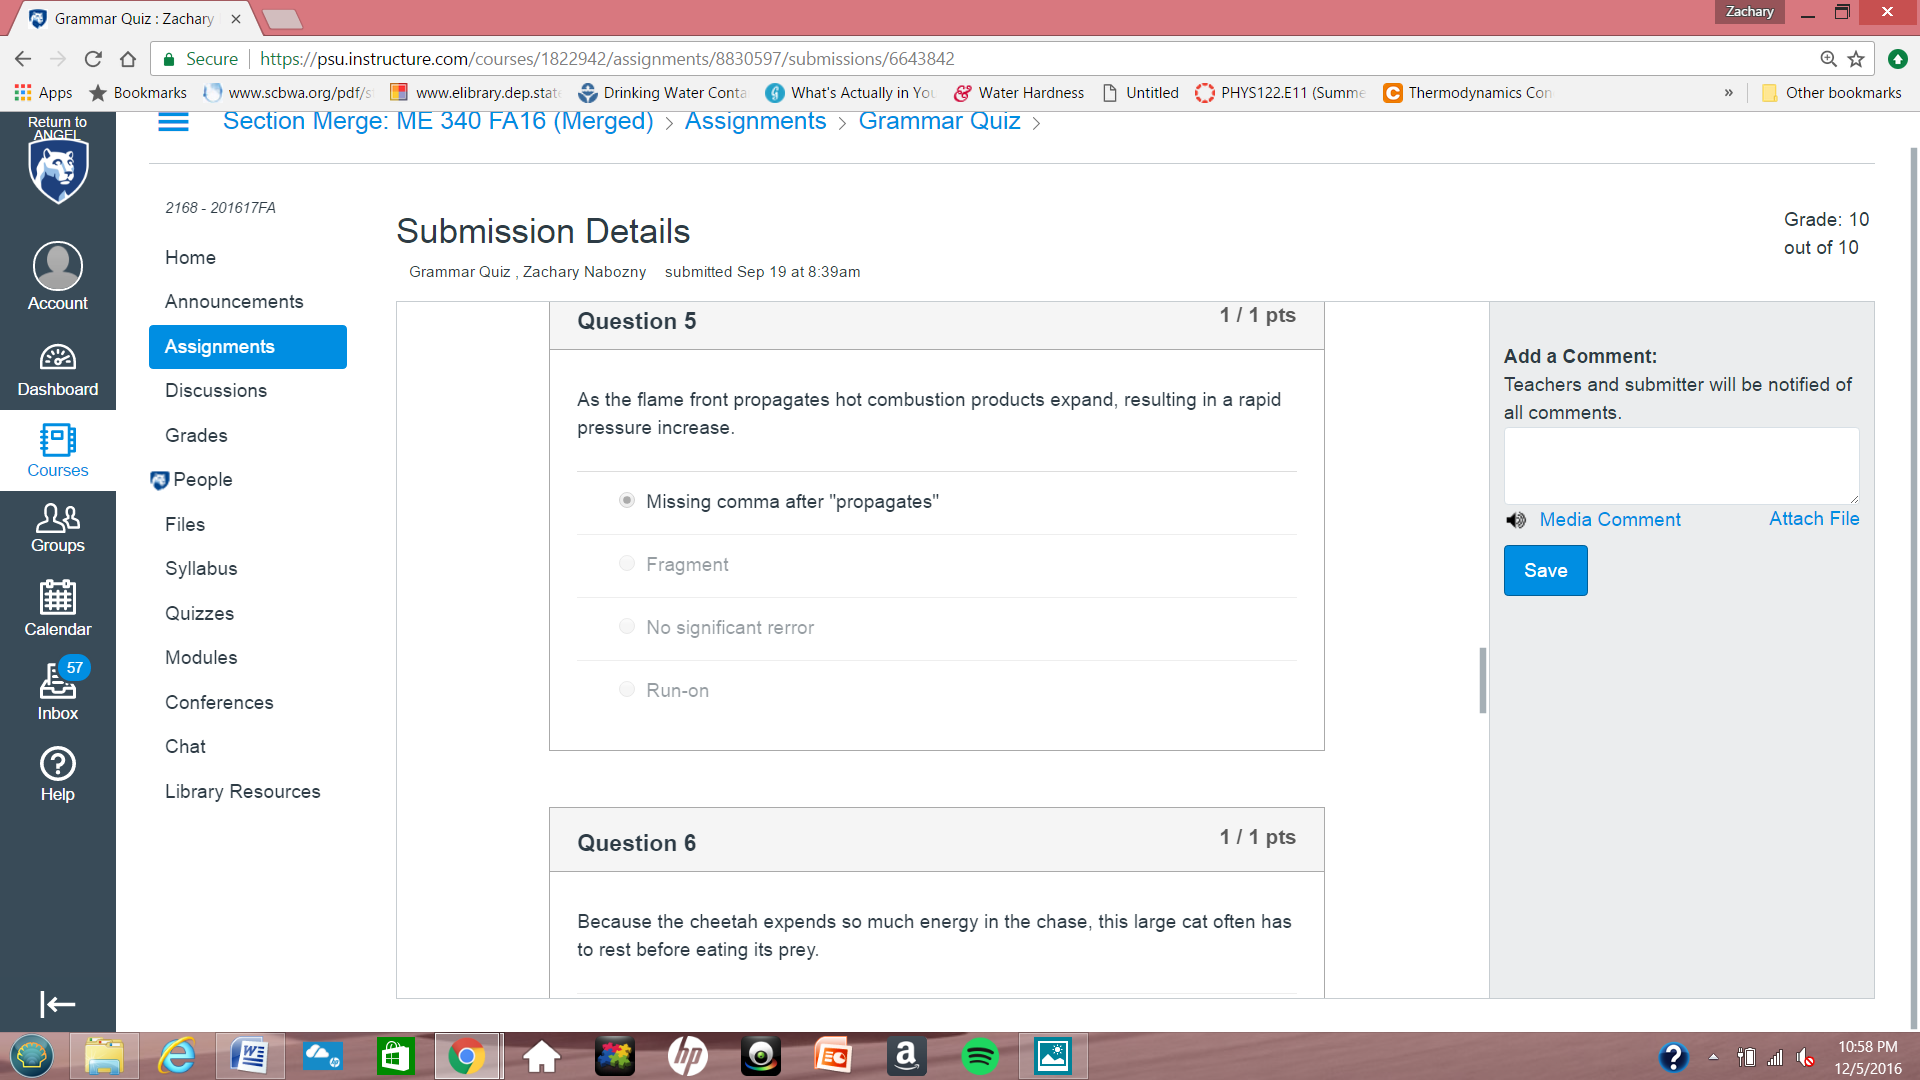 Grammar Quiz : Zachary
Zachary
Secure
https://psu.instructure.com/courses/1822942/assignments/8830597/submissions/6643842
Apps
Bookmarks
www.scbwa.org/pdf/s
www.elibrary.dep.state
Drinking Water Conta
What's Actually in You
Water Hardness
Untitled
PHYS122.E11 (Summe
Thermodynamics Con
»
Other bookmarks
Return to
ANGEL
Section Merge: ME 340 FA16 (Merged) > Assignments > Grammar Quiz >
2168 - 201617FA
Account
Dashboard
Courses
Groups
Calendar
57
Inbox
Help
Home
Announcements
Assignments
Discussions
Grades
People
Files
Syllabus
Quizzes
Modules
Conferences
Chat
Library Resources
Submission Details
Grammar Quiz , Zachary Nabozny submitted Sep 19 at 8:39am
Grade: 10
out of 10
Question 5
1 / 1 pts
As the flame front propagates hot combustion products expand, resulting in a rapid
pressure increase.
Missing comma after "propagates"
Fragment
No significant rerror
Run-on
Question 6
1 / 1 pts
Because the cheetah expends so much energy in the chase, this large cat often has
to rest before eating its prey.
Add a Comment:
Teachers and submitter will be notified of
all comments.
Media Comment
Attach File
Save
10:58 PM
12/5/2016